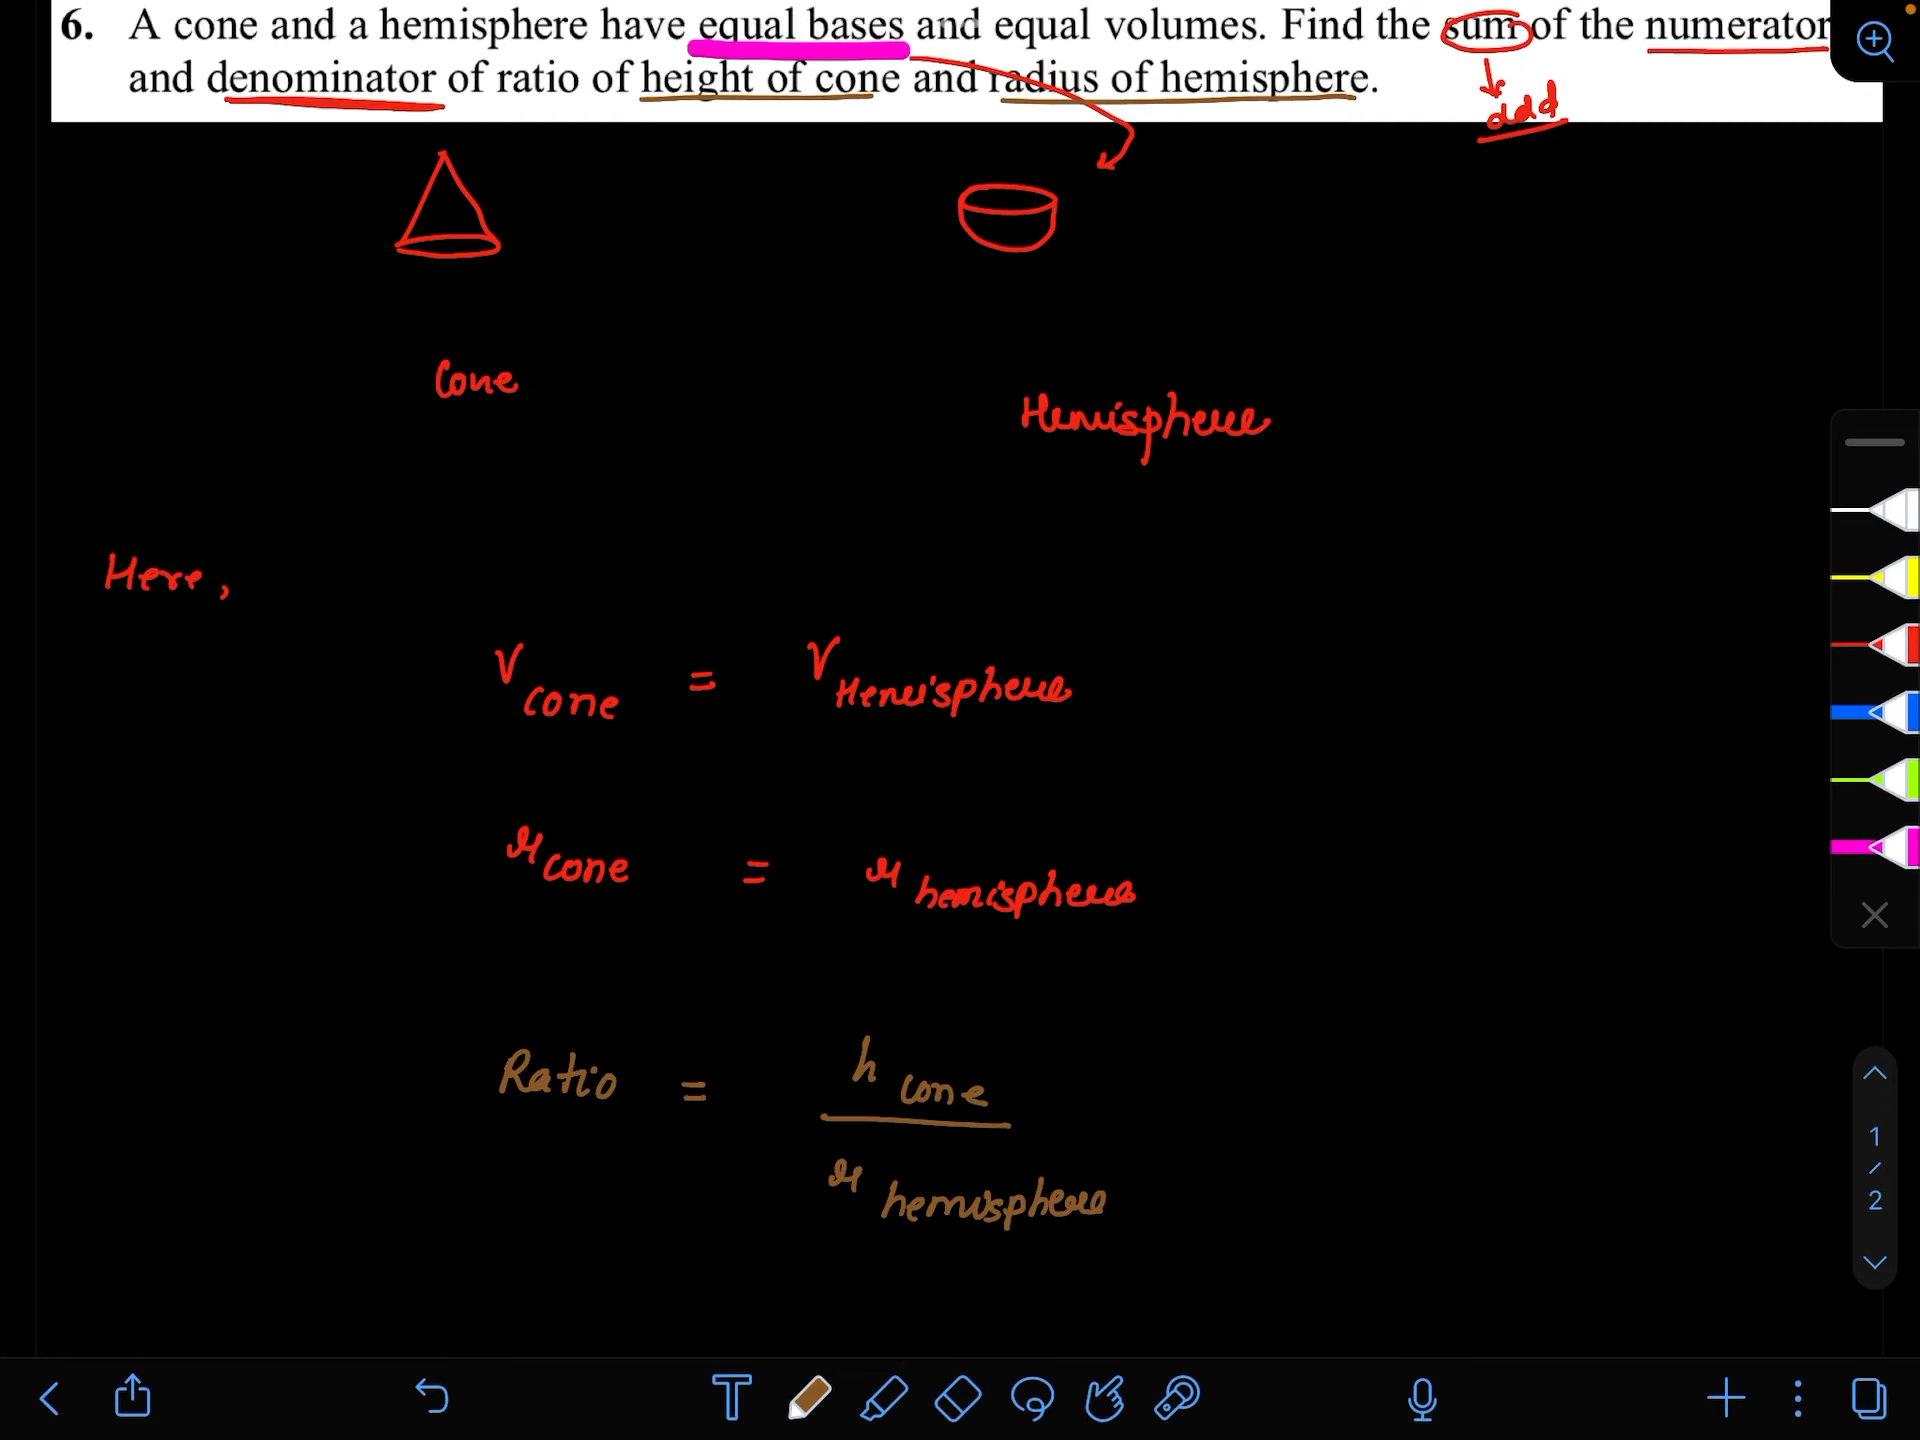 6. A cone and a hemisphere have equal bases and equal volumes. Find the sum of the numerator
and denominator of ratio of height of cone and radius of hemisphere.
add
Cone
Hemisphere
Here,
V cone = V Hemisphere
r cone = r hemisphere
Ratio = h cone
r hemisphere
1
/
2